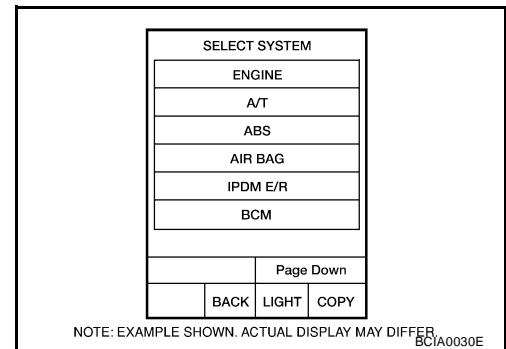 SELECT SYSTEM
ENGINE
A/T
ABS
AIR BAG
IPDM E/R
BCM
Page Down
BACK LIGHT COPY
NOTE: EXAMPLE SHOWN. ACTUAL DISPLAY MAY DIFFER.
BCIA0030E